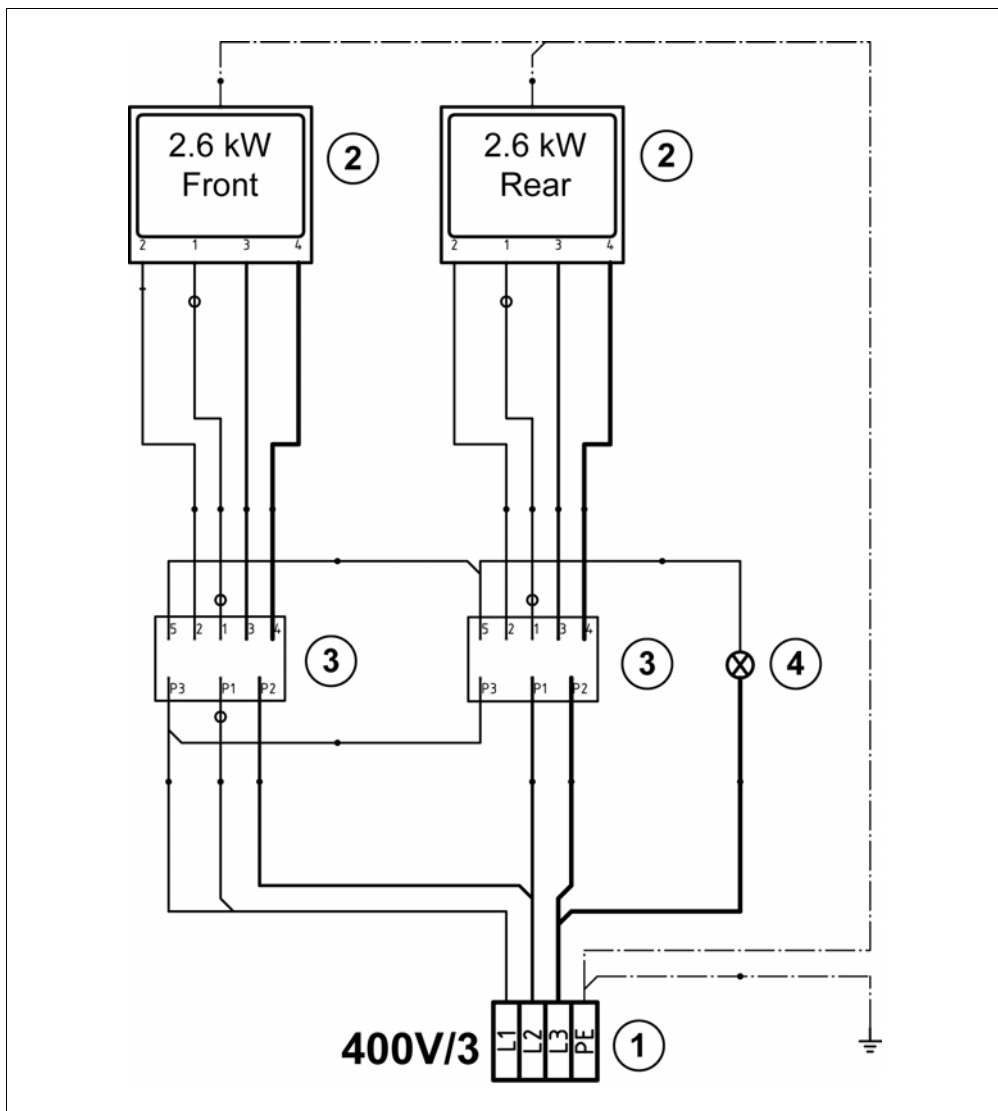 2.6 kW
Front
2
2.6 kW
Rear
2
2 1 3 4
2 1 3 4
5 2 1 3 4
3
5 2 1 3 4
3
4
P3 P1 P2
P3 P1 P2
400V/3
L1 L2 L3 PE
1